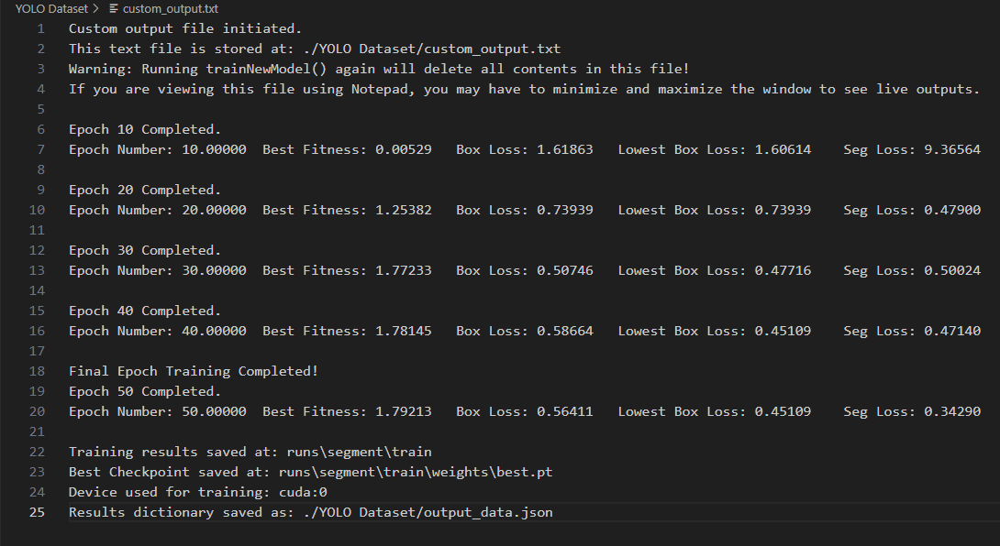 YOLO Dataset > custom_output.txt
1 Custom output file initiated.
2 This text file is stored at: ./YOLO Dataset/custom_output.txt
3 Warning: Running trainNewModel() again will delete all contents in this file!
4 If you are viewing this file using Notepad, you may have to minimize and maximize the window to see live outputs.
5
6 Epoch 10 Completed.
7 Epoch Number: 10.00000  Best Fitness: 0.00529   Box Loss: 1.61863   Lowest Box Loss: 1.60614    Seg Loss: 9.36564
8
9 Epoch 20 Completed.
10 Epoch Number: 20.00000  Best Fitness: 1.25382   Box Loss: 0.73939   Lowest Box Loss: 0.73939    Seg Loss: 0.47900
11
12 Epoch 30 Completed.
13 Epoch Number: 30.00000  Best Fitness: 1.77233   Box Loss: 0.50746   Lowest Box Loss: 0.47716    Seg Loss: 0.50024
14
15 Epoch 40 Completed.
16 Epoch Number: 40.00000  Best Fitness: 1.78145   Box Loss: 0.58664   Lowest Box Loss: 0.45109    Seg Loss: 0.47140
17
18 Final Epoch Training Completed!
19 Epoch 50 Completed.
20 Epoch Number: 50.00000  Best Fitness: 1.79213   Box Loss: 0.56411   Lowest Box Loss: 0.45109    Seg Loss: 0.34290
21
22 Training results saved at: runs\segment\train
23 Best Checkpoint saved at: runs\segment\train\weights\best.pt
24 Device used for training: cuda:0
25 Results dictionary saved as: ./YOLO Dataset/output_data.json